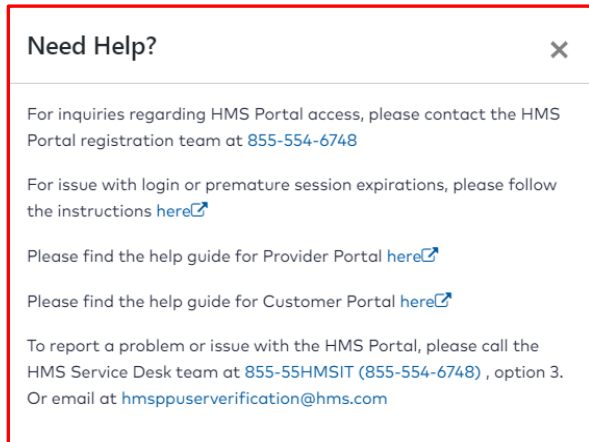 Need Help?
For inquiries regarding HMS Portal access, please contact the HMS
Portal registration team at 855-554-6748
For issue with login or premature session expirations, please follow
the instructions here
Please find the help guide for Provider Portal here
Please find the help guide for Customer Portal here
To report a problem or issue with the HMS Portal, please call the
HMS Service Desk team at 855-55HMSIT (855-554-6748) , option 3.
Or email at hmsppuserverification@hms.com